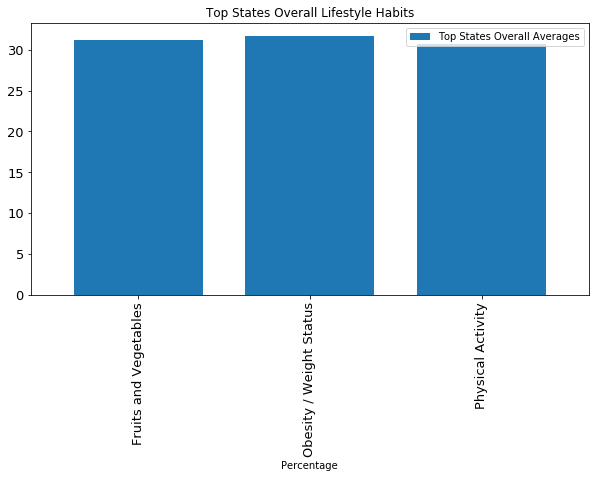 Top States Overall Lifestyle Habits
Top States Overall Averages
30
25
20
15
10
5
0
Fruits and Vegetables
Obesity / Weight Status
Physical Activity
Percentage